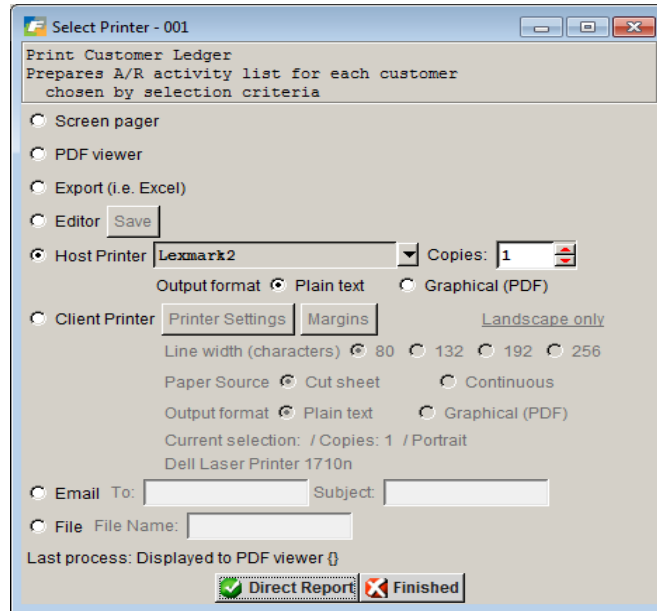 Select Printer - 001
Print Customer Ledger
Prepares A/R activity list for each customer
chosen by selection criteria
Screen pager
PDF viewer
Export (i.e. Excel)
Editor Save
Host Printer Lexmark2 Copies: 1
Output format Plain text Graphical (PDF)
Client Printer Printer Settings Margins Landscape only
Line width (characters) 80 132 192 256
Paper Source Cut sheet Continuous
Output format Plain text Graphical (PDF)
Current selection: / Copies: 1 / Portrait
Dell Laser Printer 1710n
Email To: Subject:
File File Name:
Last process: Displayed to PDF viewer {}
Direct Report Finished